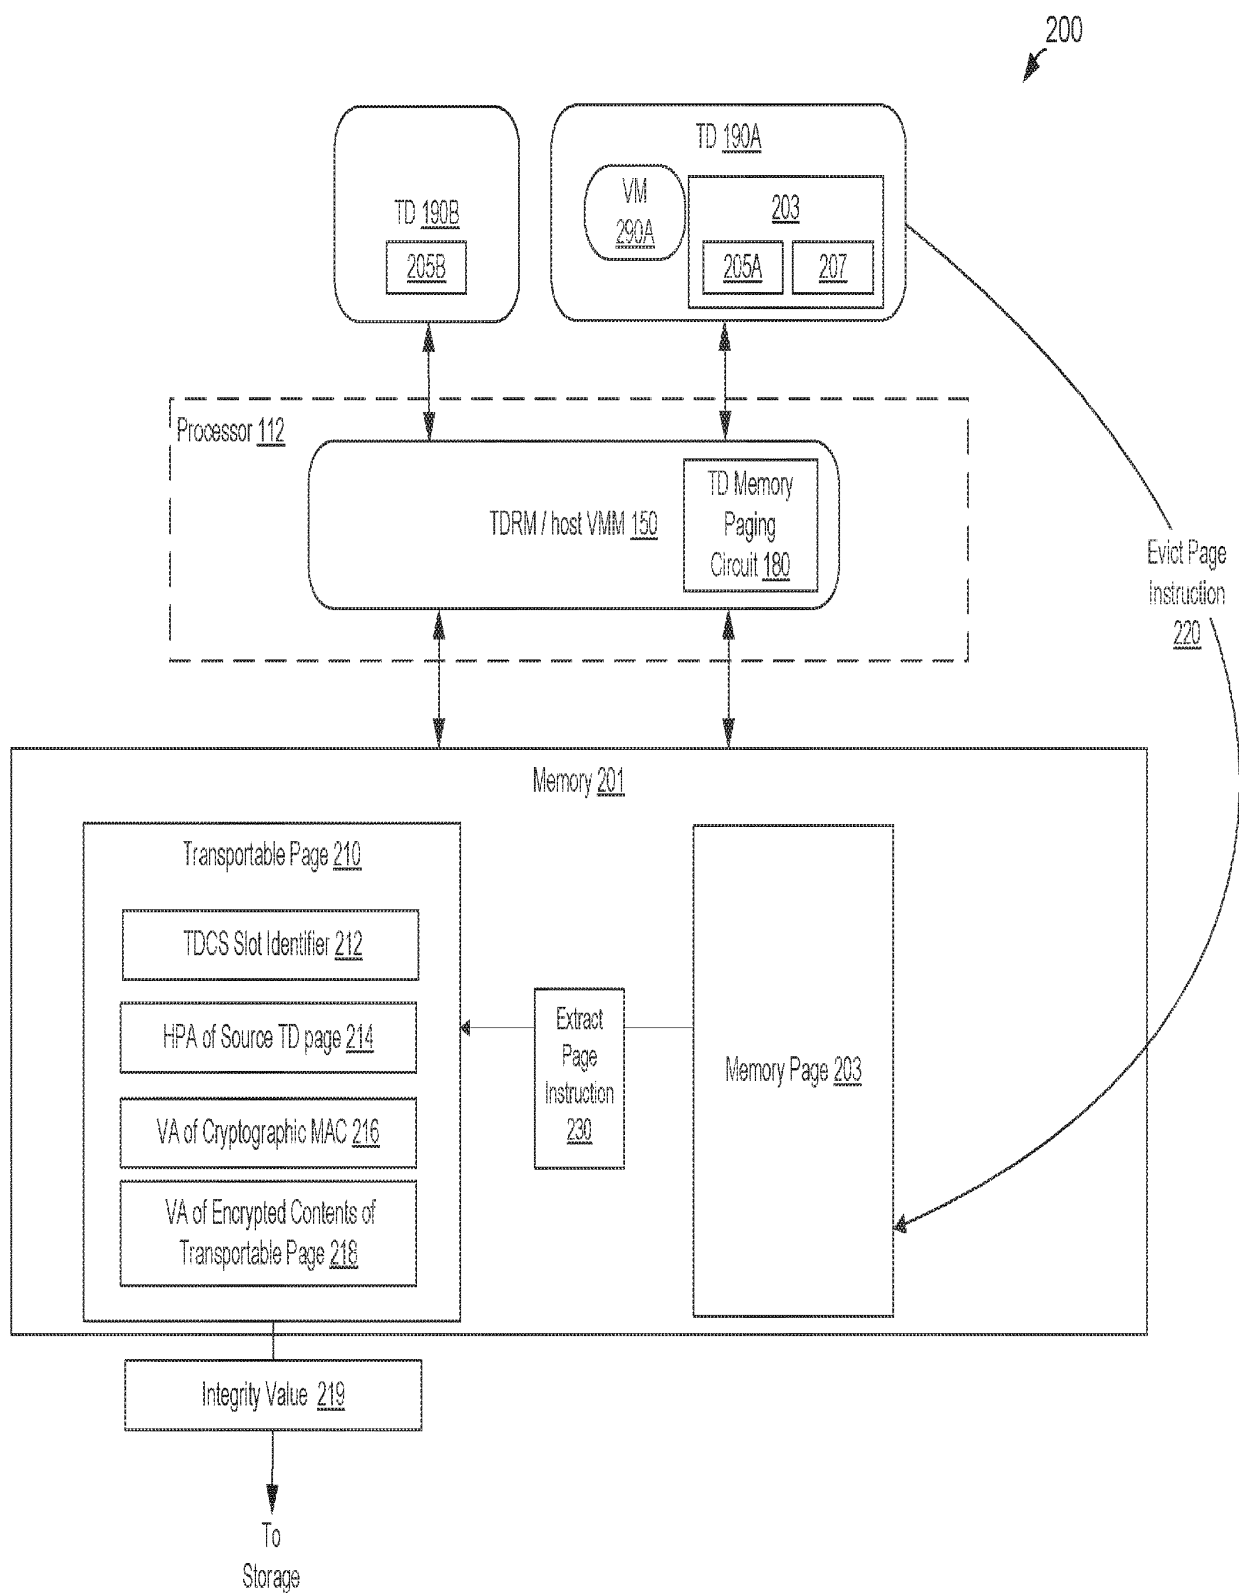 200
TD 190A
VM
290A
203
205A
207
TD 190B
205B
Processor 112
TDRM / host VMM 150
TD Memory
Paging
Circuit 180
Evict Page
Instruction
220
Memory 201
Transportable Page 210
TDCS Slot Identifier 212
HPA of Source TD page 214
VA of Cryptographic MAC 216
VA of Encrypted Contents of
Transportable Page 218
Extract
Page
Instruction
230
Memory Page 203
Integrity Value 219
To
Storage